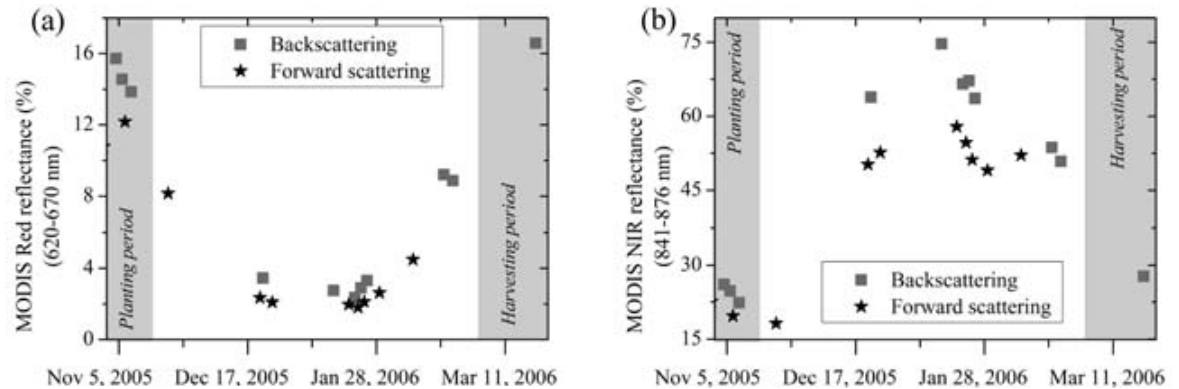 (a)
MODIS Red reflectance (%)
(620-670 nm)
16
12
8
4
0
Backscattering
Forward scattering
Planting period
Harvesting period
Nov 5, 2005
Dec 17, 2005
Jan 28, 2006
Mar 11, 2006
(b)
MODIS NIR reflectance (%)
(841-876 nm)
75
60
45
30
15
Planting period
Harvesting period
Backscattering
Forward scattering
Nov 5, 2005
Dec 17, 2005
Jan 28, 2006
Mar 11, 2006